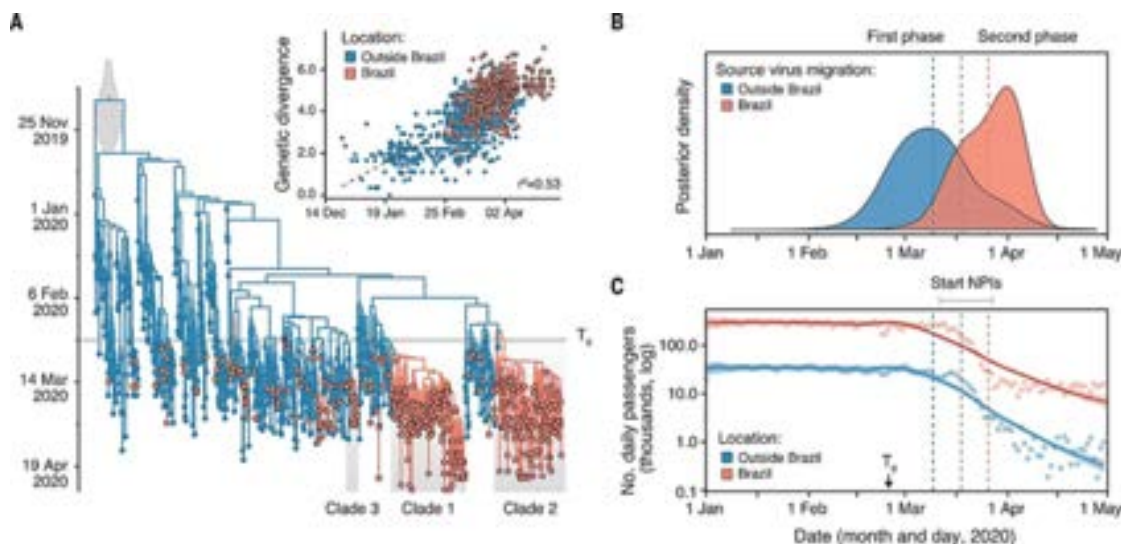 A
25 Nov
2019
1 Jan
2020
6 Feb
2020
14 Mar
2020
19 Apr
2020
Location:
Outside Brazil
Brazil
Genetic divergence
6.0
4.0
2.0
0.0
r²=0.53
14 Dec
19 Jan
25 Feb
02 Apr
Clade 3
Clade 1
Clade 2
B
First phase
Second phase
Source virus migration:
Outside Brazil
Brazil
Posterior density
1 Jan
1 Feb
1 Mar
1 Apr
1 May
C
Start NPIs
No. daily passengers
(thousands, log)
100.0
10.0
1.0
0.1
Location:
Outside Brazil
Brazil
1 Jan
1 Feb
1 Mar
1 Apr
1 May
Date (month and day, 2020)